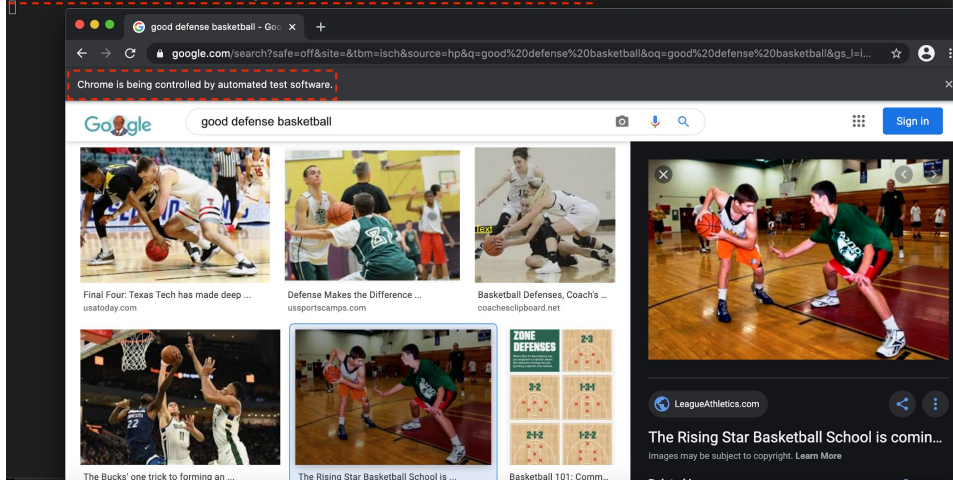 good defense basketball - Goo
google.com/search?safe=off&site=&tbm=isch&source=hp&q=good%20defense%20basketball&oq=good%20defense%20basketball&gs_l=i...
Chrome is being controlled by automated test software.
Google
good defense basketball
Sign in
15
15
Text
Final Four: Texas Tech has made deep ...
usatoday.com
Defense Makes the Difference ...
ussportscamps.com
Basketball Defenses, Coach's ...
coachesclipboard.net
22
11
ZONE
DEFENSES
2-3
3-2
1-3-1
2-1-2
1-2-2
The Bucks' one trick to forming an ...
The Rising Star Basketball School is ...
Basketball 101: Comm...
LeagueAthletics.com
The Rising Star Basketball School is comin...
Images may be subject to copyright. Learn More